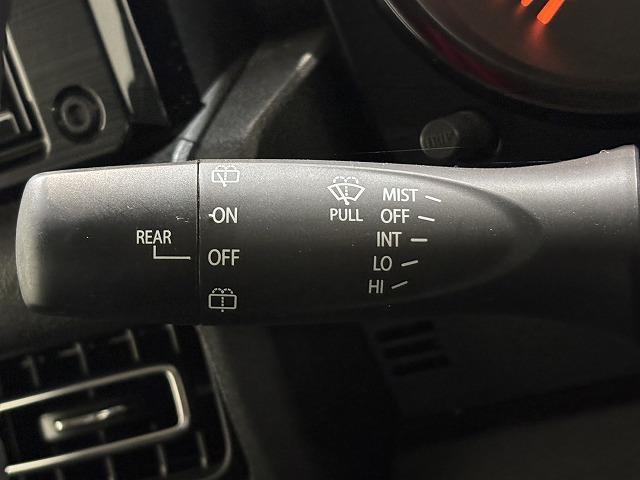 MIST
OFF
INT
LO
HI
PULL
ON
OFF
REAR